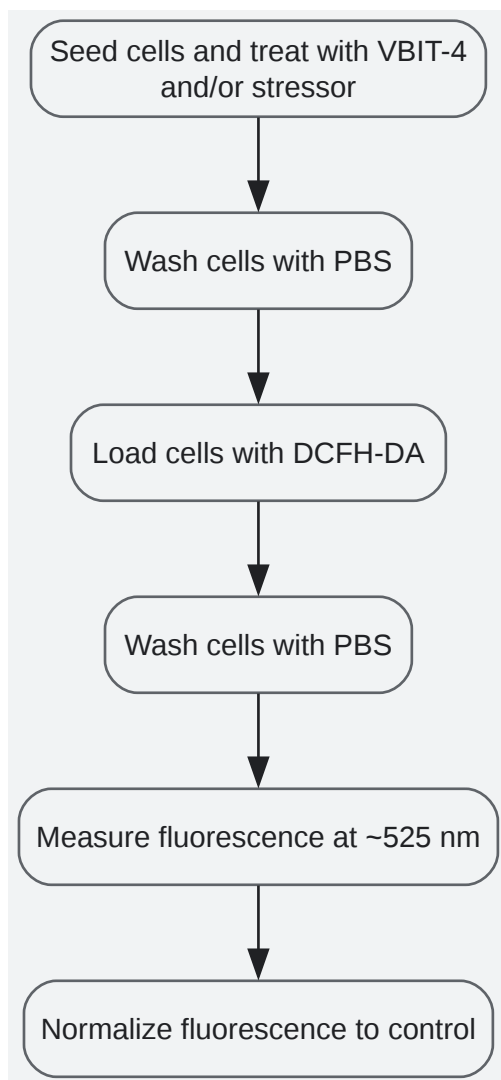 Seed cells and treat with VBIT-4
and/or stressor
Wash cells with PBS
Load cells with DCFH-DA
Wash cells with PBS
Measure fluorescence at ~525 nm
Normalize fluorescence to control